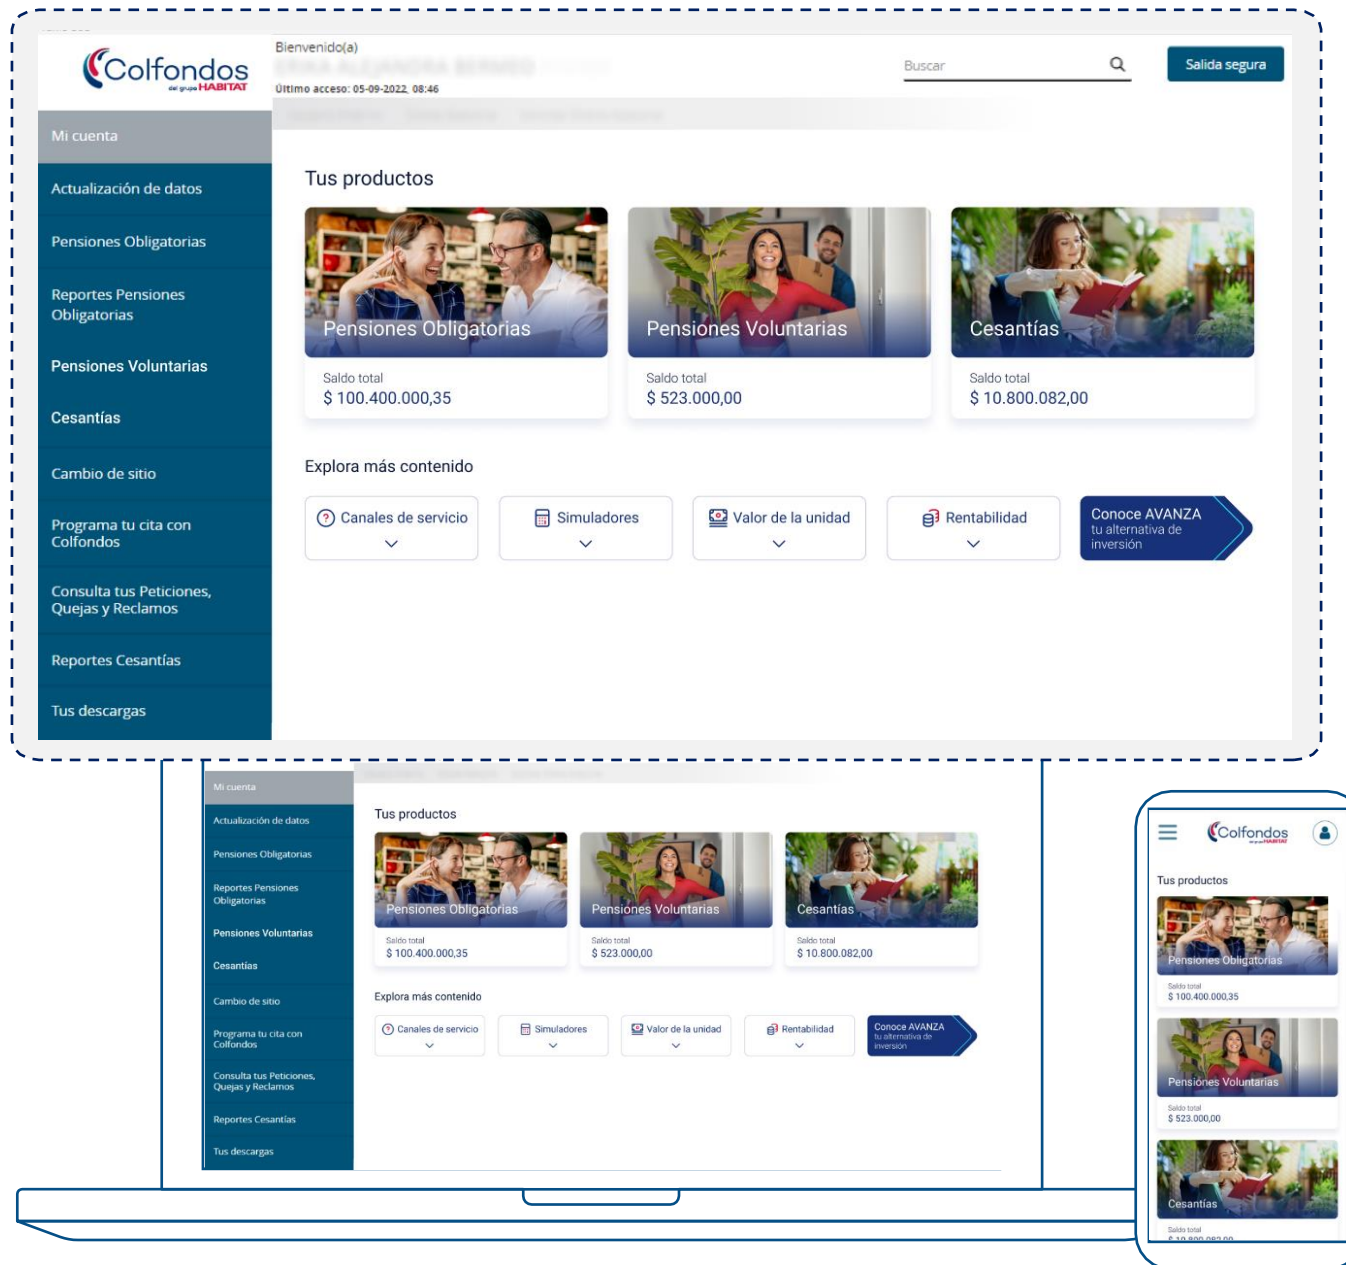 Colfondos
del grupo HABITAT
Bienvenido(a)
Último acceso: 05-09-2022, 08:46
Buscar
Salida segura
Mi cuenta
Actualización de datos
Pensiones Obligatorias
Reportes Pensiones
Obligatorias
Pensiones Voluntarias
Cesantías
Cambio de sitio
Programa tu cita con
Colfondos
Consulta tus Peticiones,
Quejas y Reclamos
Reportes Cesantías
Tus descargas
Tus productos
Pensiones Obligatorias
Saldo total
$ 100.400.000,35
Pensiones Voluntarias
Saldo total
$ 523.000,00
Cesantías
Saldo total
$ 10.800.082,00
Explora más contenido
Canales de servicio
Simuladores
Valor de la unidad
Rentabilidad
Conoce AVANZA
tu alternativa de
inversión
Mi cuenta
Actualización de datos
Pensiones Obligatorias
Reportes Pensiones
Obligatorias
Pensiones Voluntarias
Cesantías
Cambio de sitio
Programa tu cita con
Colfondos
Consulta tus Peticiones,
Quejas y Reclamos
Reportes Cesantías
Tus descargas
Tus productos
Pensiones Obligatorias
Saldo total
$ 100.400.000,35
Pensiones Voluntarias
Saldo total
$ 523.000,00
Cesantías
Saldo total
$ 10.800.082,00
Explora más contenido
Canales de servicio
Simuladores
Valor de la unidad
Rentabilidad
Conoce AVANZA
tu alternativa de
inversión
Colfondos
del grupo HABITAT
Tus productos
Pensiones Obligatorias
Saldo total
$ 100.400.000,35
Pensiones Voluntarias
Saldo total
$ 523.000,00
Cesantías
Saldo total
$ 10.800.082,00